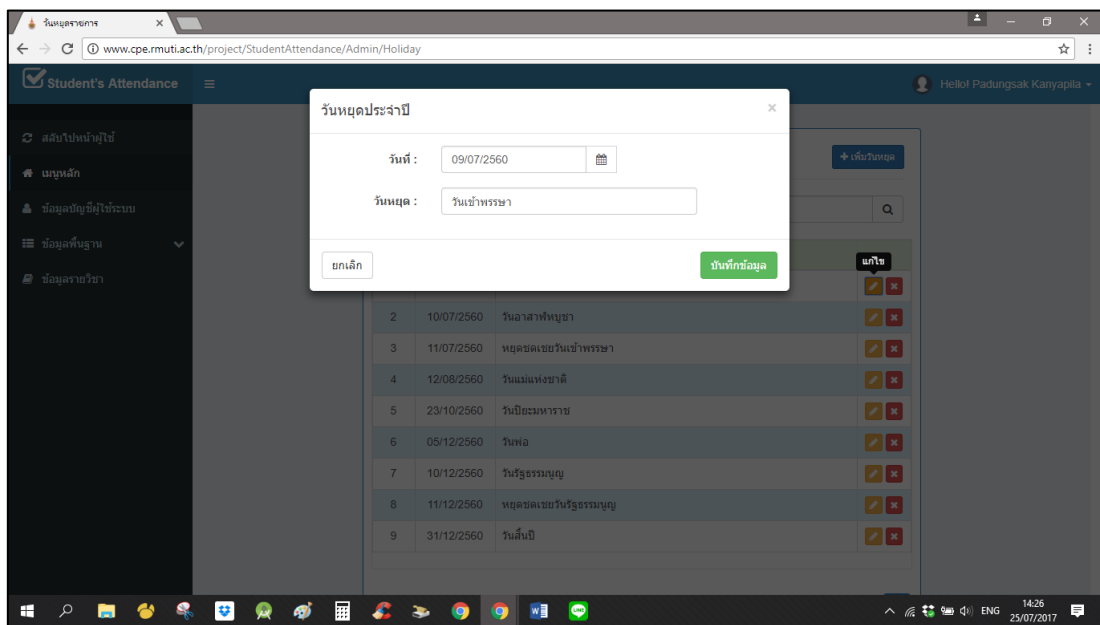 วันหยุดราชการ
www.cpe.rmuti.ac.th/project/StudentAttendance/Admin/Holiday
Student's Attendance
Hello! Padungsak Kanyapila
สลับไปหน้าผู้ใช้
เมนูหลัก
ข้อมูลบัญชีผู้ใช้ระบบ
ข้อมูลพื้นฐาน
ข้อมูลรายวิชา
วันหยุดประจำปี
×
วันที่ : 09/07/2560
วันหยุด : วันเข้าพรรษา
ยกเลิก บันทึกข้อมูล
+ เพิ่มวันหยุด
แก้ไข
2 10/07/2560 วันอาสาฬหบูชา
3 11/07/2560 หยุดชดเชยวันเข้าพรรษา
4 12/08/2560 วันแม่แห่งชาติ
5 23/10/2560 วันปิยะมหาราช
6 05/12/2560 วันพ่อ
7 10/12/2560 วันรัฐธรรมนูญ
8 11/12/2560 หยุดชดเชยวันรัฐธรรมนูญ
9 31/12/2560 วันสิ้นปี
ENG
14:26
25/07/2017